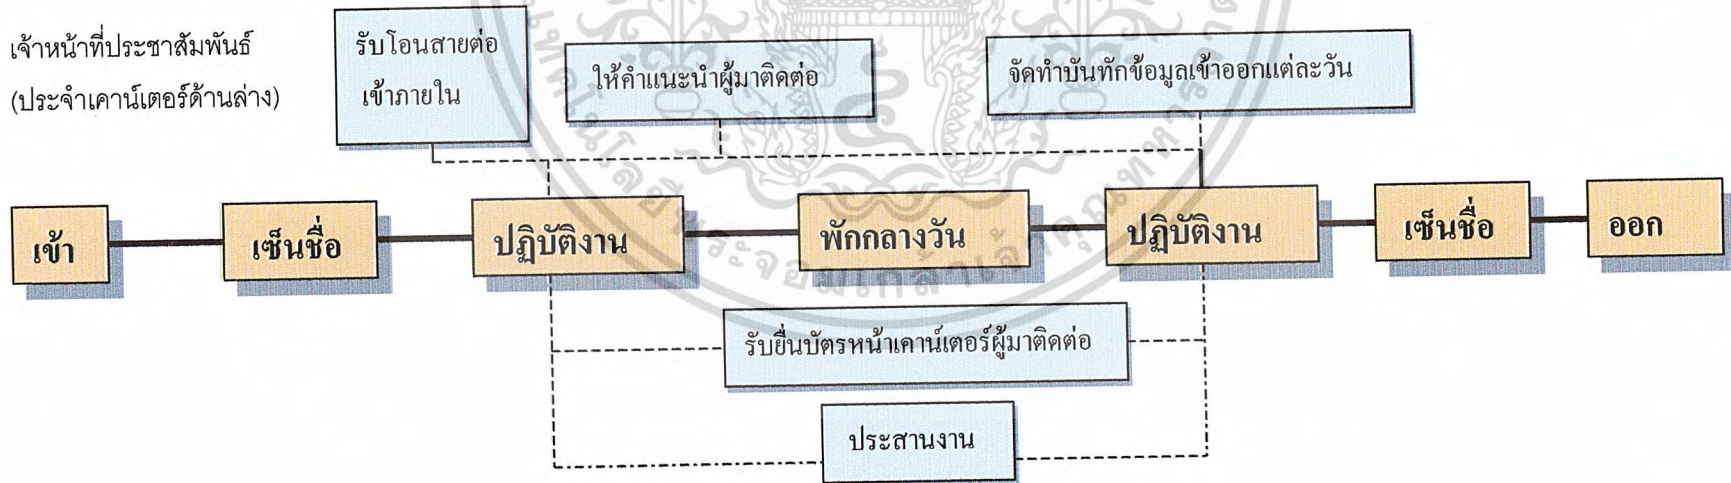 เจ้าหน้าที่ประชาสัมพันธ์
(ประจำเคาน์เตอร์ด้านล่าง)
รับโอนสายต่อ
เข้าภายใน
ให้คำแนะนำผู้มาติดต่อ
จัดทำบันทึกข้อมูลเข้าออกแต่ละวัน
เข้า
เซ็นชื่อ
ปฏิบัติงาน
พักกลางวัน
ปฏิบัติงาน
เซ็นชื่อ
ออก
รับยื่นบัตรหน้าเคาน์เตอร์ผู้มาติดต่อ
ประสานงาน